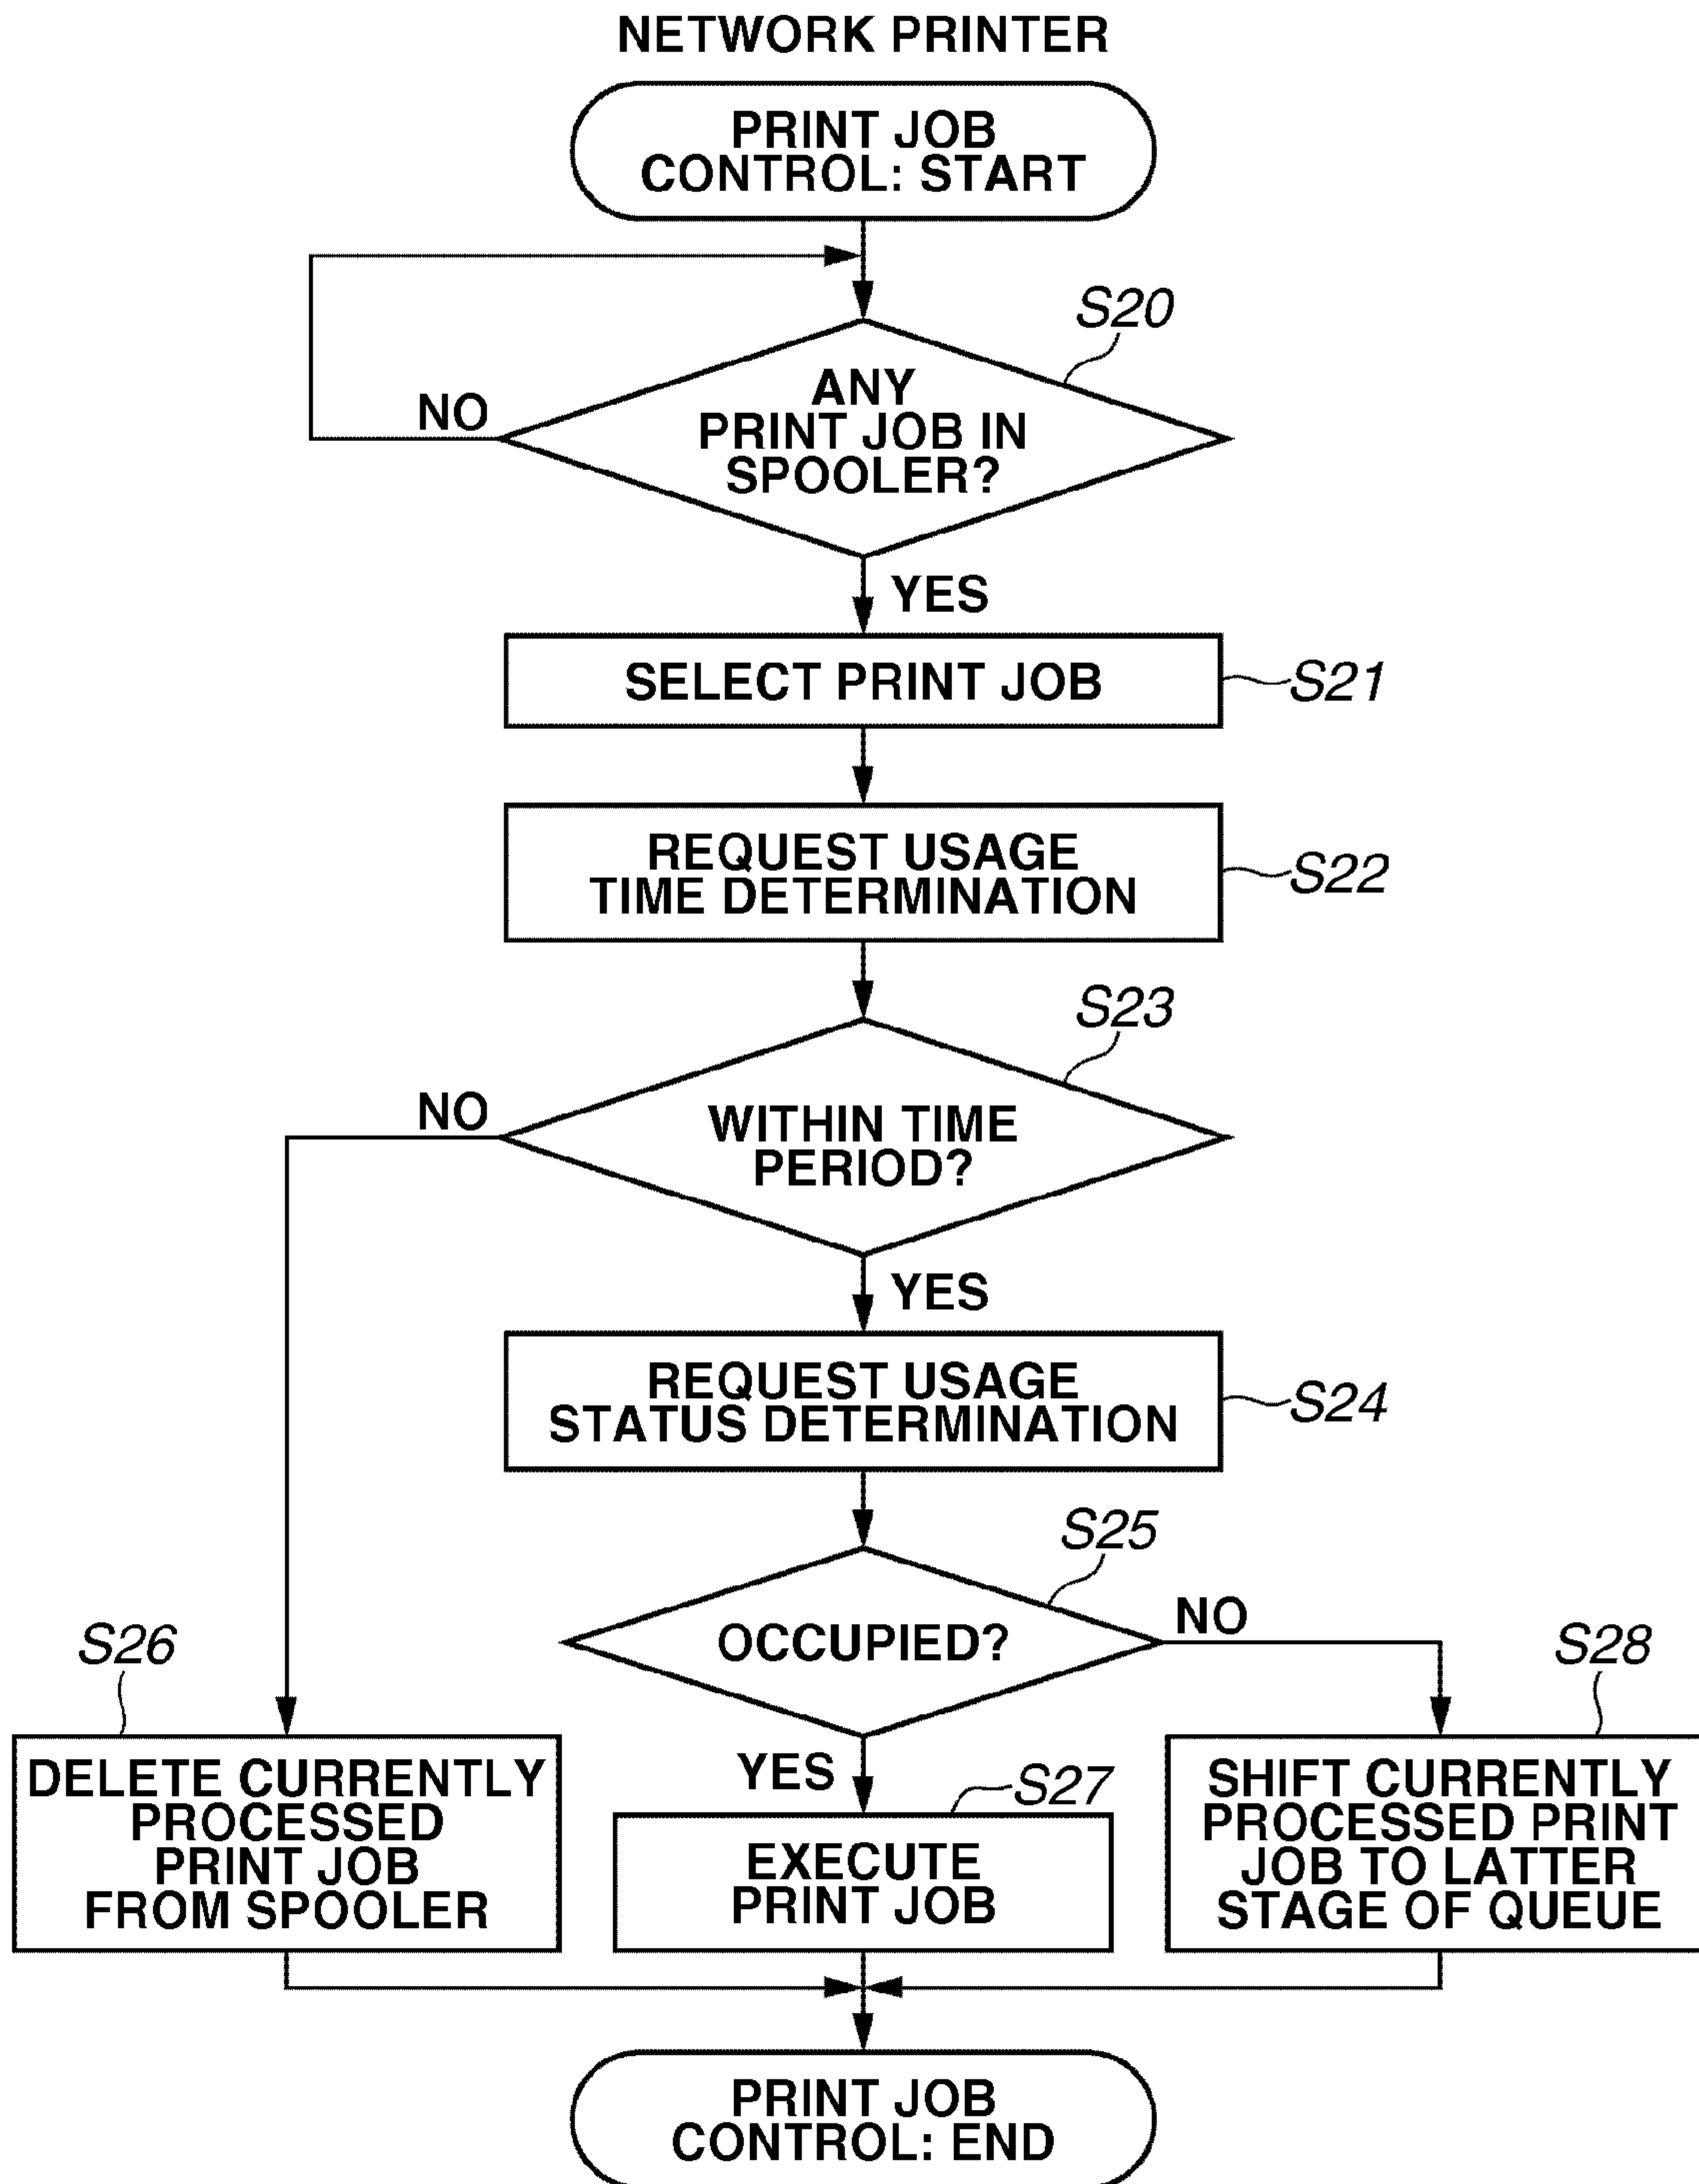 NETWORK PRINTER
PRINT JOB
CONTROL: START
S20
ANY
PRINT JOB IN
SPOOLER?
NO
YES
SELECT PRINT JOB
S21
REQUEST USAGE
TIME DETERMINATION
S22
S23
NO
WITHIN TIME
PERIOD?
YES
REQUEST USAGE
STATUS DETERMINATION
S24
S25
OCCUPIED?
NO
S26
S28
YES
S27
DELETE CURRENTLY
PROCESSED
PRINT JOB
FROM SPOOLER
EXECUTE
PRINT JOB
SHIFT CURRENTLY
PROCESSED PRINT
JOB TO LATTER
STAGE OF QUEUE
PRINT JOB
CONTROL: END